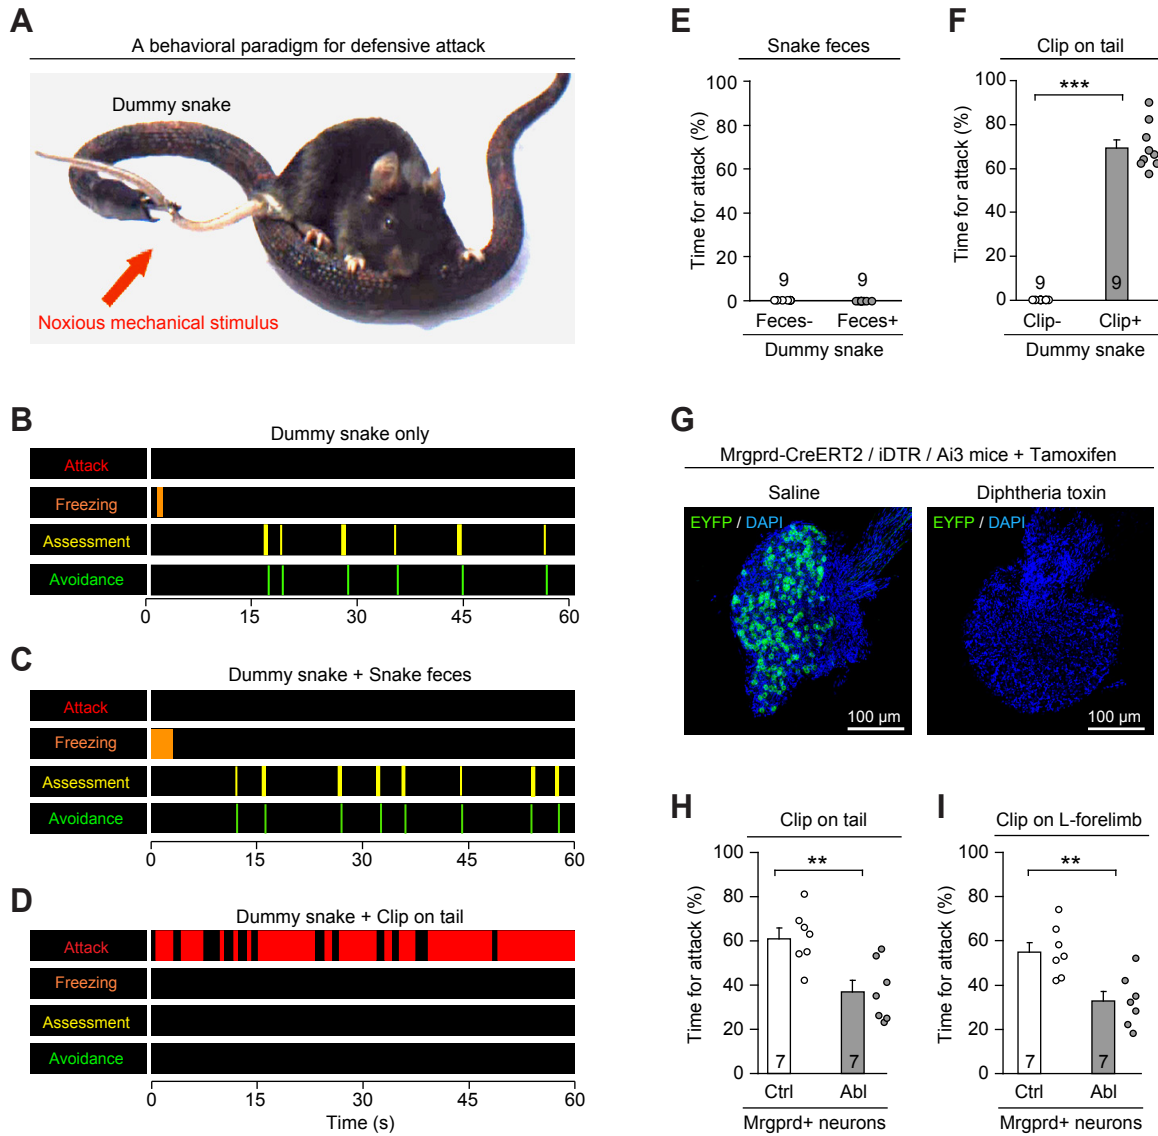 A
A behavioral paradigm for defensive attack
Dummy snake
Noxious mechanical stimulus
B
Dummy snake only
Attack
Freezing
Assessment
Avoidance
0 15 30 45 60
C
Dummy snake + Snake feces
Attack
Freezing
Assessment
Avoidance
0 15 30 45 60
D
Dummy snake + Clip on tail
Attack
Freezing
Assessment
Avoidance
0 15 30 45 60
Time (s)
E
Snake feces
Time for attack (%)
100
80
60
40
20
0
9 9
Feces- Feces+
Dummy snake
F
Clip on tail
Time for attack (%)
100
80
60
40
20
0
***
9 9
Clip- Clip+
Dummy snake
G
Mrgprd-CreERT2 / iDTR / Ai3 mice + Tamoxifen
Saline Diphtheria toxin
EYFP / DAPI EYFP / DAPI
100 µm 100 µm
H
Clip on tail
Time for attack (%)
100
80
60
40
20
0
**
7 7
Ctrl Abl
Mrgprd+ neurons
I
Clip on L-forelimb
Time for attack (%)
100
80
60
40
20
0
**
7 7
Ctrl Abl
Mrgprd+ neurons